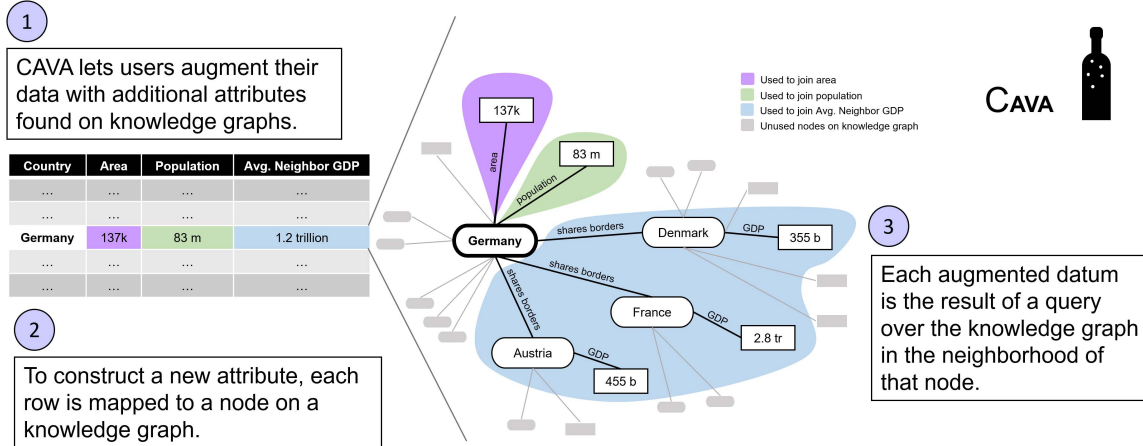 1
CAVA lets users augment their
data with additional attributes
found on knowledge graphs.
Country Area Population Avg. Neighbor GDP
... ... ... ...
... ... ... ...
Germany 137k 83 m 1.2 trillion
... ... ... ...
... ... ... ...
2
To construct a new attribute, each
row is mapped to a node on a
knowledge graph.
137k
area
83 m
population
Germany
shares borders
Denmark
GDP
355 b
shares borders
France
GDP
2.8 tr
shares borders
Austria
GDP
455 b
Used to join area
Used to join population
Used to join Avg. Neighbor GDP
Unused nodes on knowledge graph
CAVA
3
Each augmented datum
is the result of a query
over the knowledge graph
in the neighborhood of
that node.